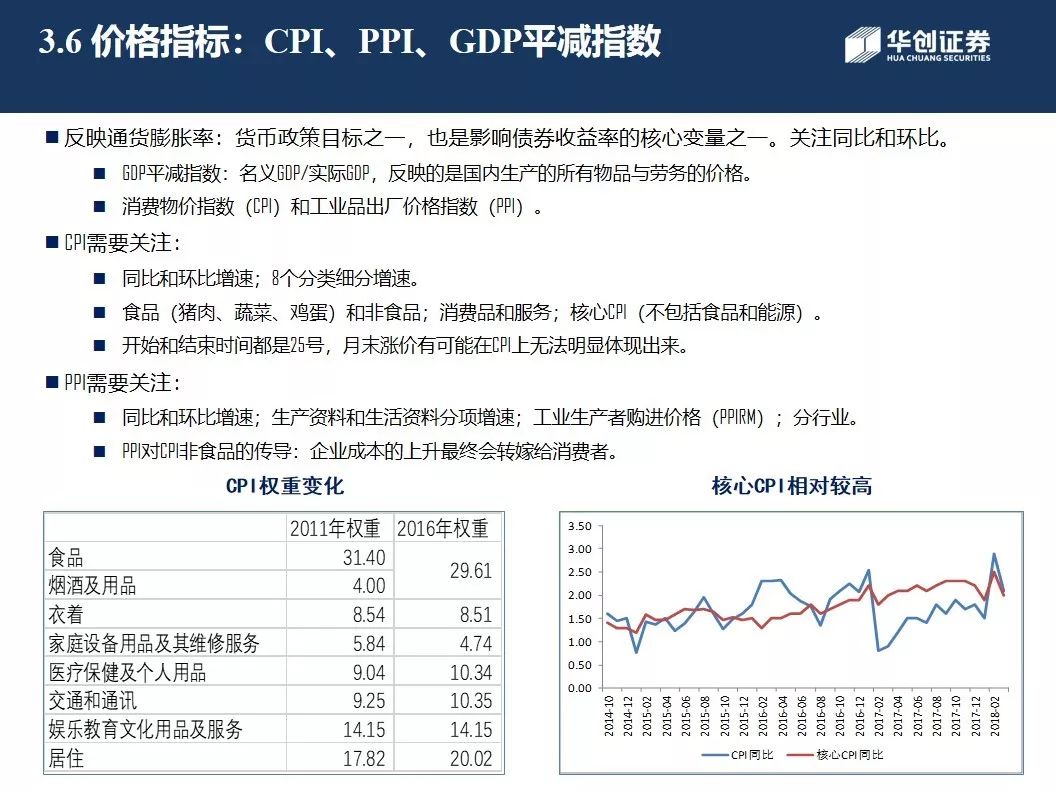 3.6 价格指标：CPI、PPI、GDP平减指数
华创证券
HUA CHUANG SECURITIES
反映通货膨胀率：货币政策目标之一，也是影响债券收益率的核心变量之一。关注同比和环比。
GDP平减指数：名义GDP/实际GDP，反映的是国内生产的所有物品与劳务的价格。
消费物价指数（CPI）和工业品出厂价格指数（PPI）。
CPI需要关注：
同比和环比增速；8个分类细分增速。
食品（猪肉、蔬菜、鸡蛋）和非食品；消费品和服务；核心CPI（不包括食品和能源）。
开始和结束时间都是25号，月末涨价有可能在CPI上无法明显体现出来。
PPI需要关注：
同比和环比增速；生产资料和生活资料分项增速；工业生产者购进价格（PPIRM）；分行业。
PPI对CPI非食品的传导：企业成本的上升最终会转嫁给消费者。
CPI权重变化
2011年权重 2016年权重
食品 31.40 29.61
烟酒及用品 4.00
衣着 8.54 8.51
家庭设备用品及其维修服务 5.84 4.74
医疗保健及个人用品 9.04 10.34
交通和通讯 9.25 10.35
娱乐教育文化用品及服务 14.15 14.15
居住 17.82 20.02
核心CPI相对较高
3.50
3.00
2.50
2.00
1.50
1.00
0.50
0.00
2014-10
2014-12
2015-02
2015-04
2015-06
2015-08
2015-10
2015-12
2016-02
2016-04
2016-06
2016-08
2016-10
2016-12
2017-02
2017-04
2017-06
2017-08
2017-10
2017-12
2018-02
CPI同比 核心CPI同比